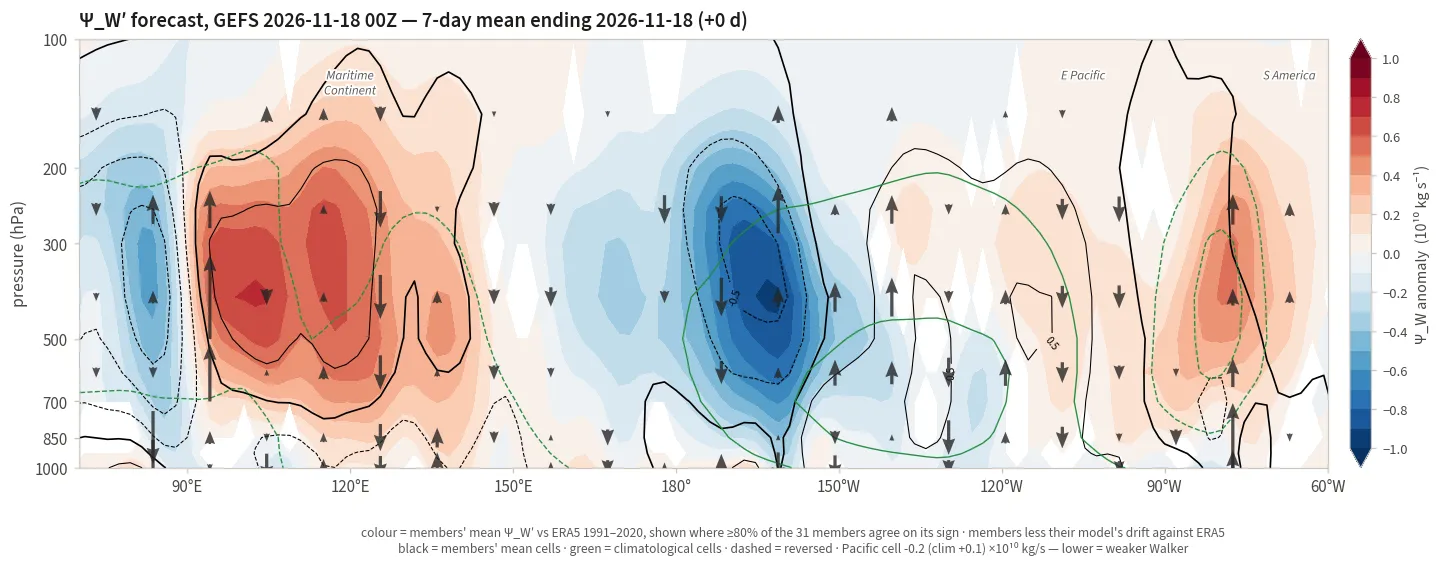 Ψ_W′ forecast, GEFS 2026-11-18 00Z — 7-day mean ending 2026-11-18 (+0 d)
100
200
300
400
500
700
850
1000
pressure (hPa)
Maritime
Continent
E Pacific
S America
-0.5
0.5
90°E
120°E
150°E
180°
150°W
120°W
90°W
60°W
1.0
0.8
0.6
0.4
0.2
0.0
−0.2
−0.4
−0.6
−0.8
−1.0
Ψ_W anomaly (10¹⁰ kg s⁻¹)
colour = members' mean Ψ_W′ vs ERA5 1991–2020, shown where ≥80% of the 31 members agree on its sign · members less their model's drift against ERA5
black = members' mean cells · green = climatological cells · dashed = reversed · Pacific cell -0.2 (clim +0.1) ×10¹⁰ kg/s — lower = weaker Walker